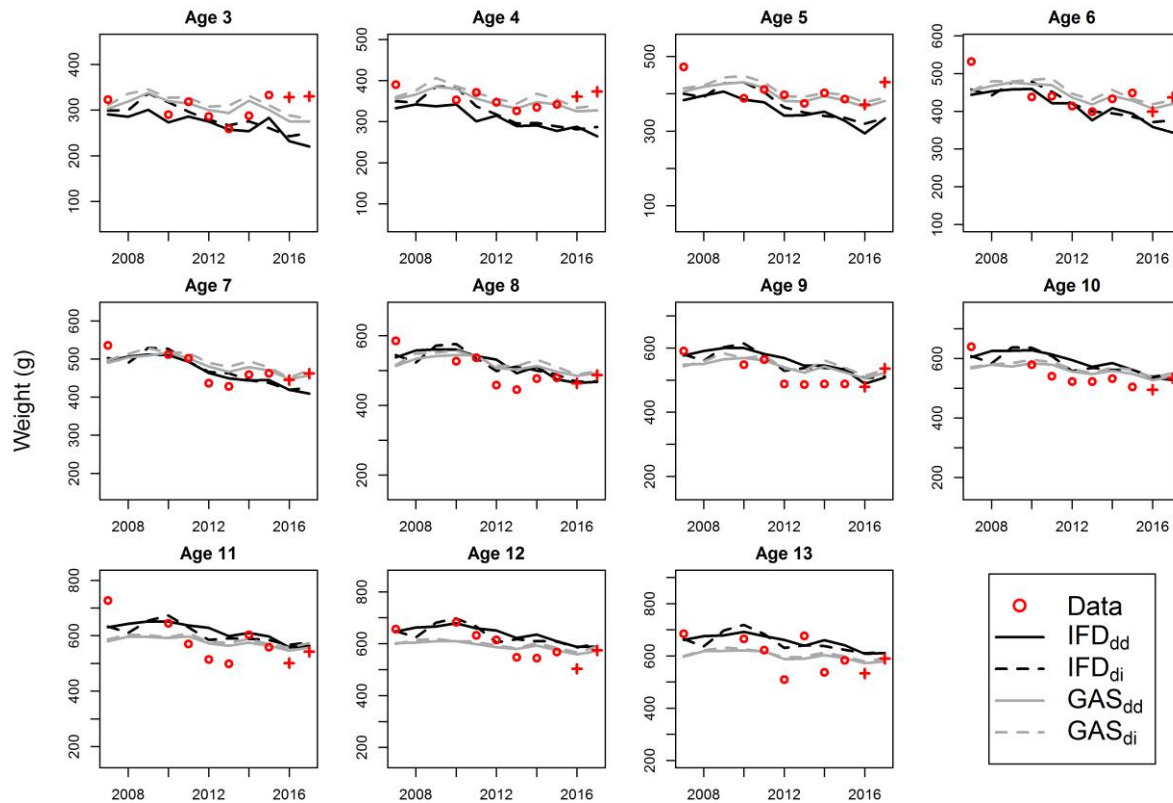 Age 3 Age 4 Age 5 Age 6
100 200 300 400
100 200 300 400 500
100 200 300 400 500
100 200 300 400 500 600
2008 2012 2016 2008 2012 2016 2008 2012 2016 2008 2012 2016
Weight (g)
Age 7 Age 8 Age 9 Age 10
200 300 400 500 600
200 400 600
200 400 600
200 400 600
2008 2012 2016 2008 2012 2016 2008 2012 2016 2008 2012 2016
Age 11 Age 12 Age 13
200 400 600 800
200 400 600 800
200 400 600 800
2008 2012 2016 2008 2012 2016 2008 2012 2016
Data
IFDdd
IFDdi
GASdd
GASdi